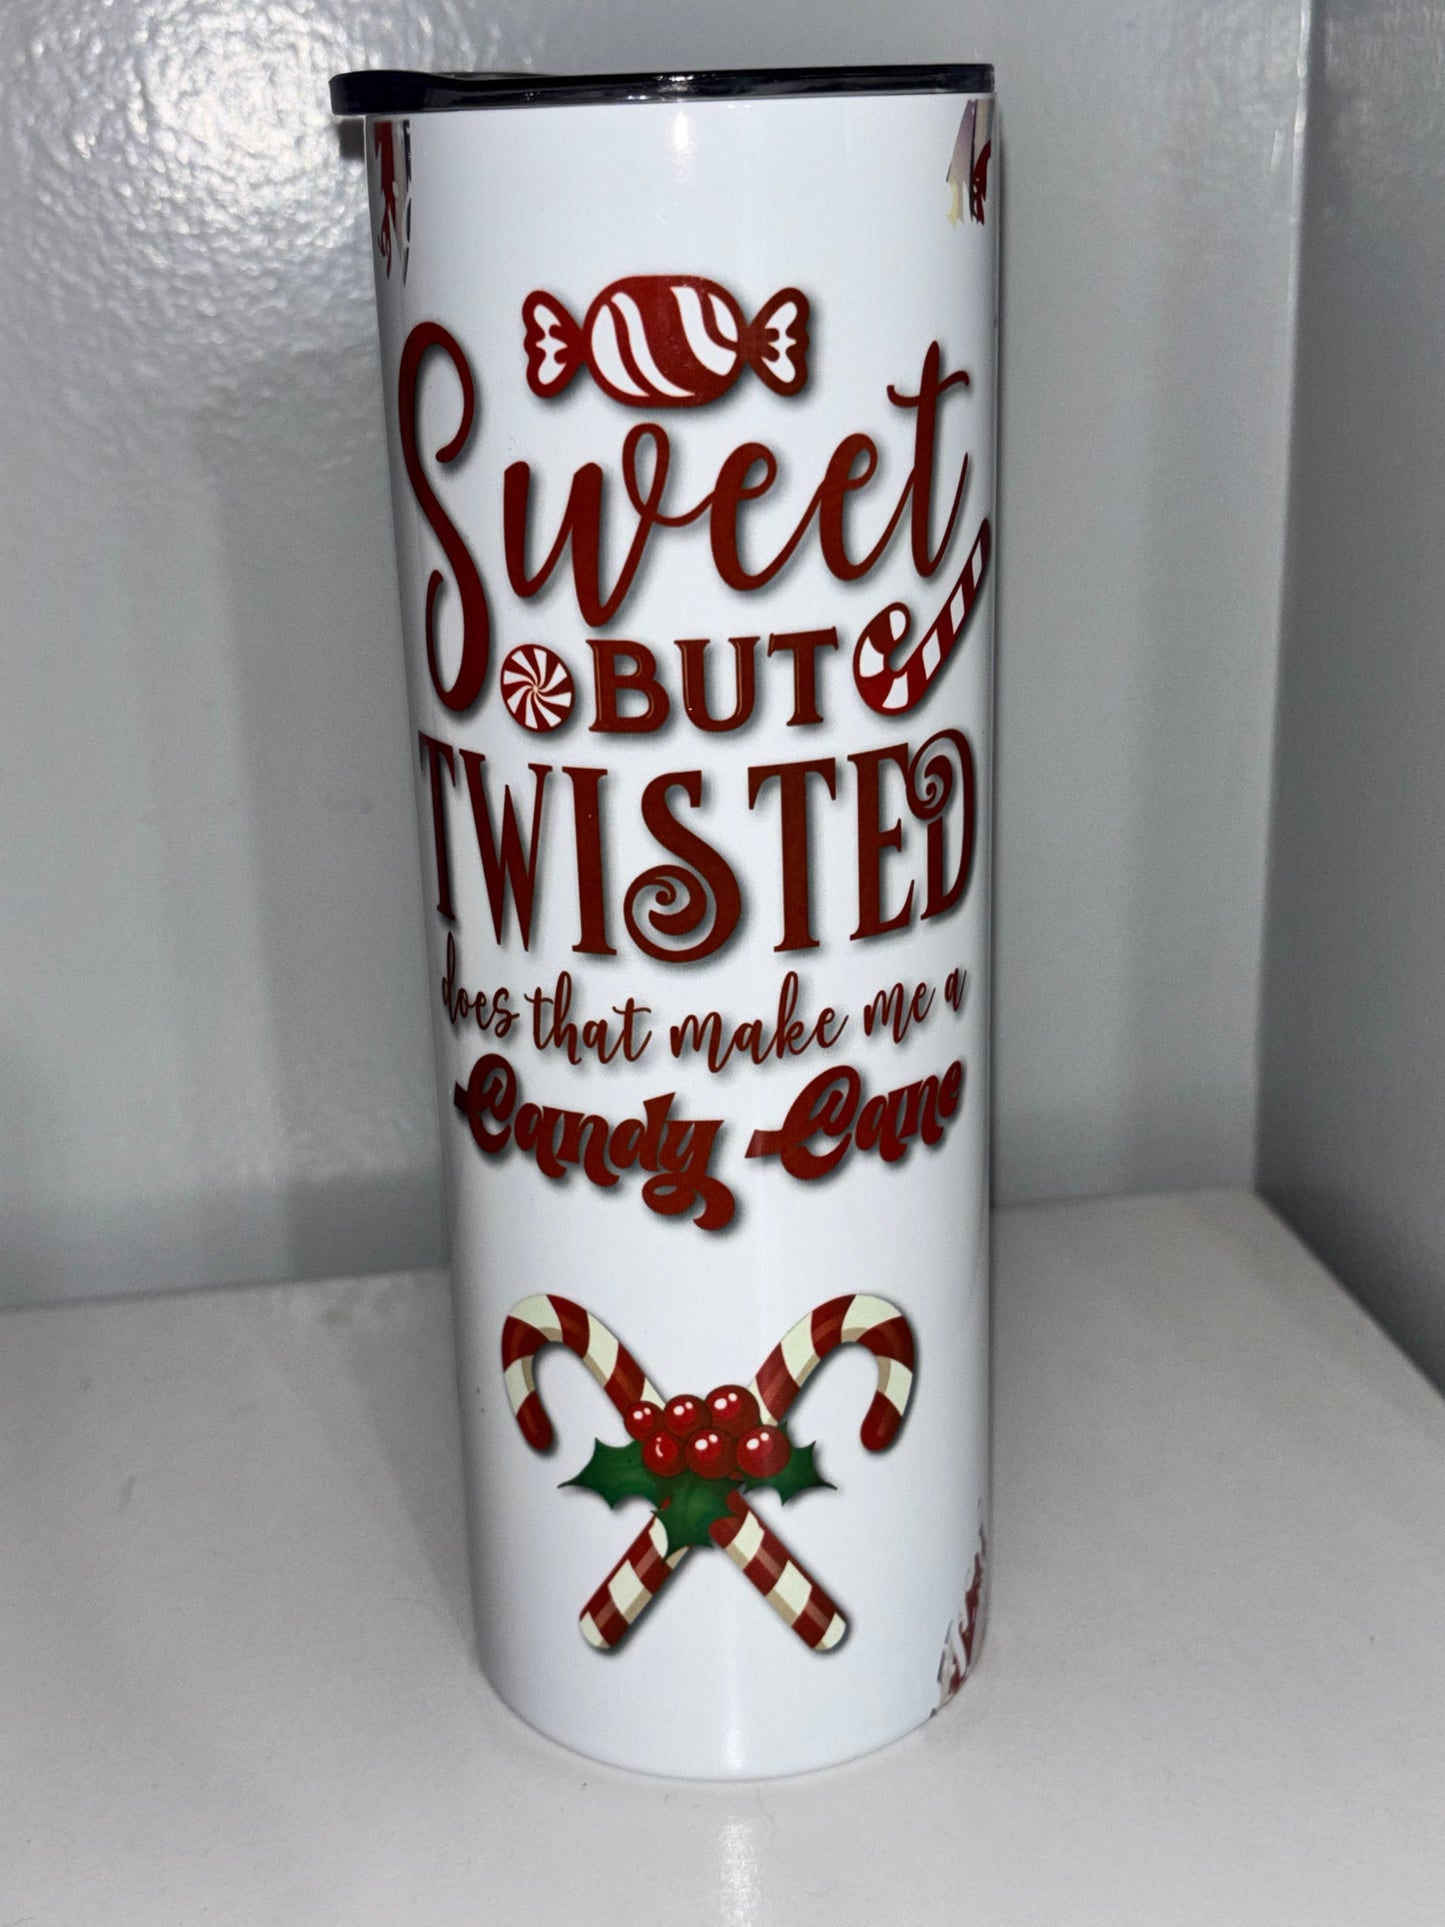 Sweet
BUT
TWISTED
does that make me a
Candy Cane